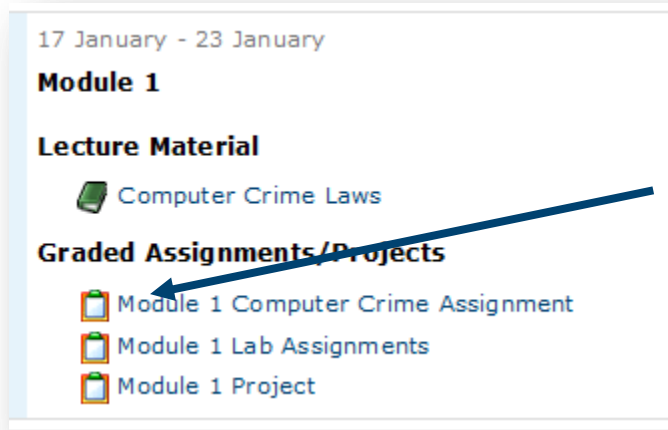 17 January - 23 January
Module 1
Lecture Material
Computer Crime Laws
Graded Assignments/Projects
Module 1 Computer Crime Assignment
Module 1 Lab Assignments
Module 1 Project